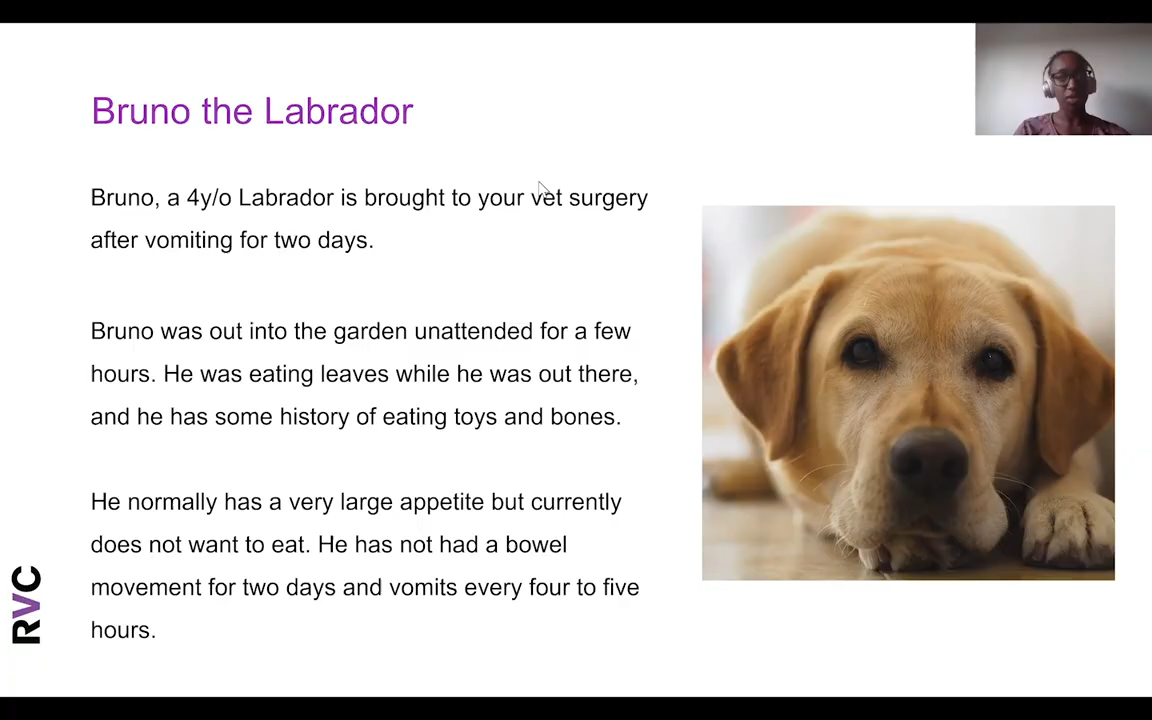 Bruno the Labrador
Bruno, a 4y/o Labrador is brought to your vet surgery
after vomiting for two days.
Bruno was out into the garden unattended for a few
hours. He was eating leaves while he was out there,
and he has some history of eating toys and bones.
He normally has a very large appetite but currently
does not want to eat. He has not had a bowel
movement for two days and vomits every four to five
hours.
RVC